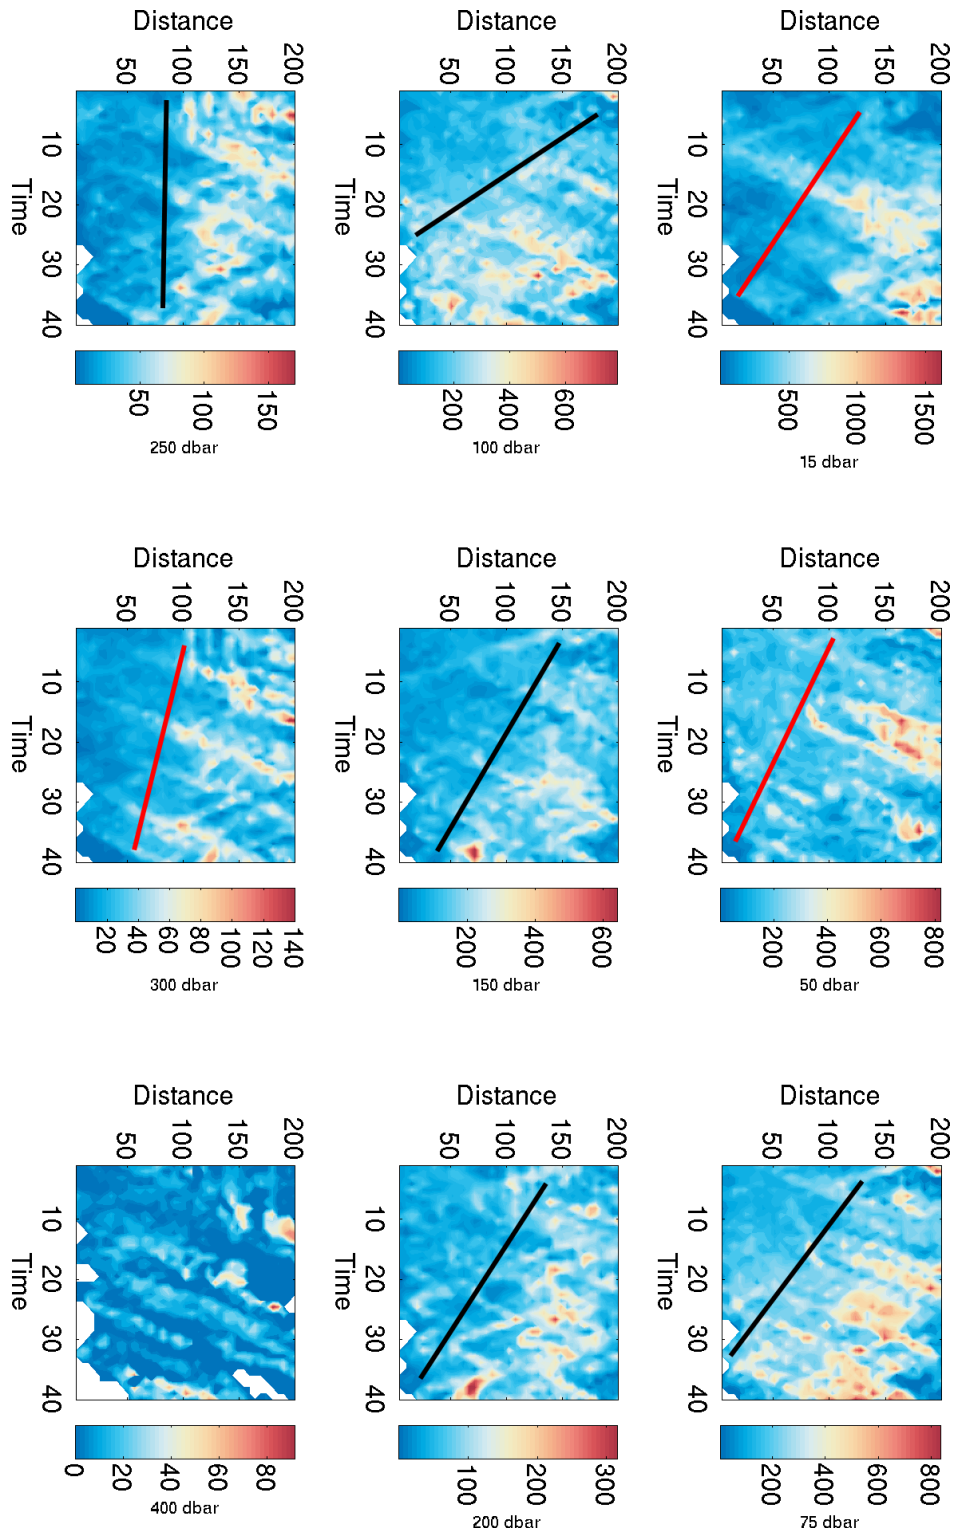 Distance
200
150
100
50
10 20 30 40
Time
1500
1000
500
15 dbar
Distance
200
150
100
50
10 20 30 40
Time
800
600
400
200
50 dbar
Distance
200
150
100
50
10 20 30 40
Time
800
600
400
200
75 dbar
Distance
200
150
100
50
10 20 30 40
Time
600
400
200
100 dbar
Distance
200
150
100
50
10 20 30 40
Time
600
400
200
150 dbar
Distance
200
150
100
50
10 20 30 40
Time
300
200
100
200 dbar
Distance
200
150
100
50
10 20 30 40
Time
150
100
50
250 dbar
Distance
200
150
100
50
10 20 30 40
Time
140
120
100
80
60
40
20
300 dbar
Distance
200
150
100
50
10 20 30 40
Time
80
60
40
20
0
400 dbar